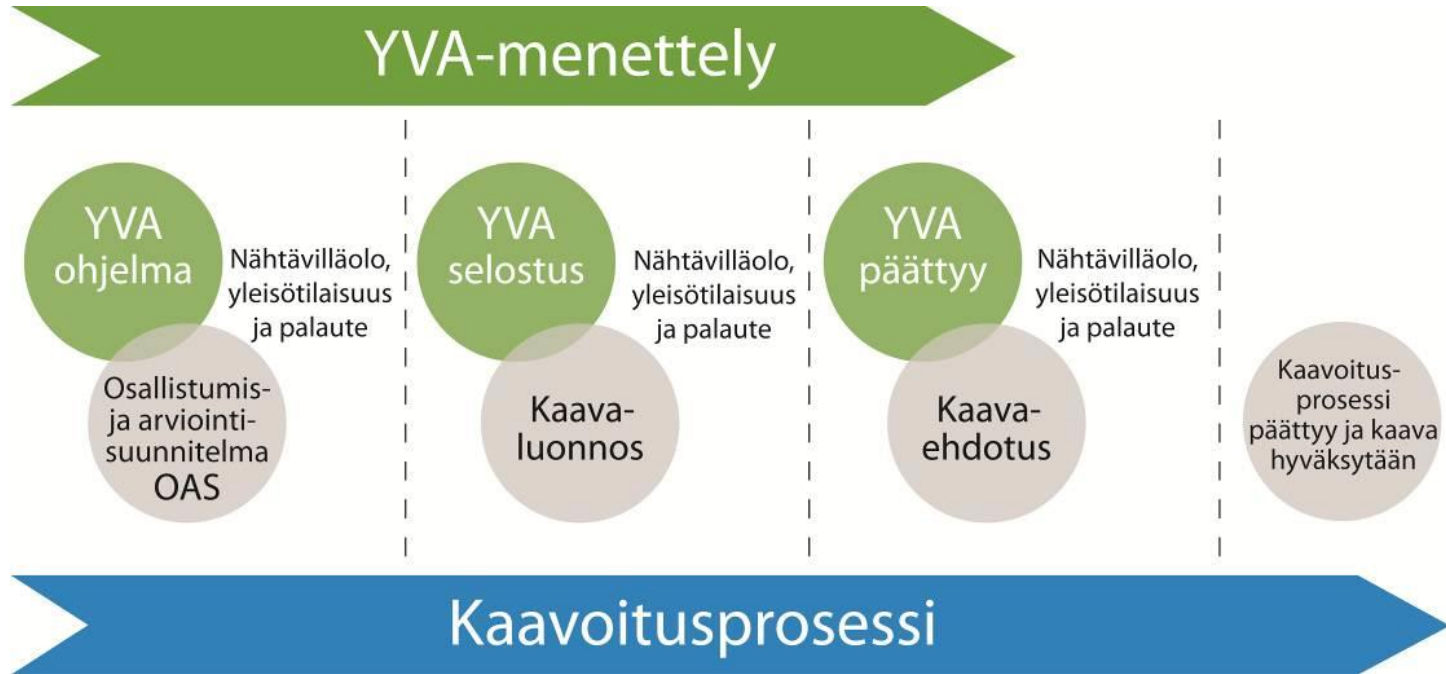 YVA-menettely
YVA
ohjelma
Nähtävilläolo,
yleisötilaisuus
ja palaute
Osallistumis-
ja arviointi-
suunnitelma
OAS
YVA
selostus
Nähtävilläolo,
yleisötilaisuus
ja palaute
Kaava-
luonnos
YVA
päättyy
Nähtävilläolo,
yleisötilaisuus
ja palaute
Kaava-
ehdotus
Kaavoitus-
prosessi
päättyy ja kaava
hyväksytään
Kaavoitusprosessi